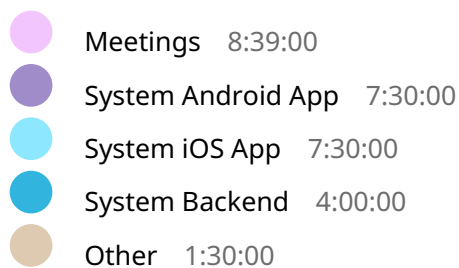 Meetings 8:39:00
System Android App 7:30:00
System iOS App 7:30:00
System Backend 4:00:00
Other 1:30:00